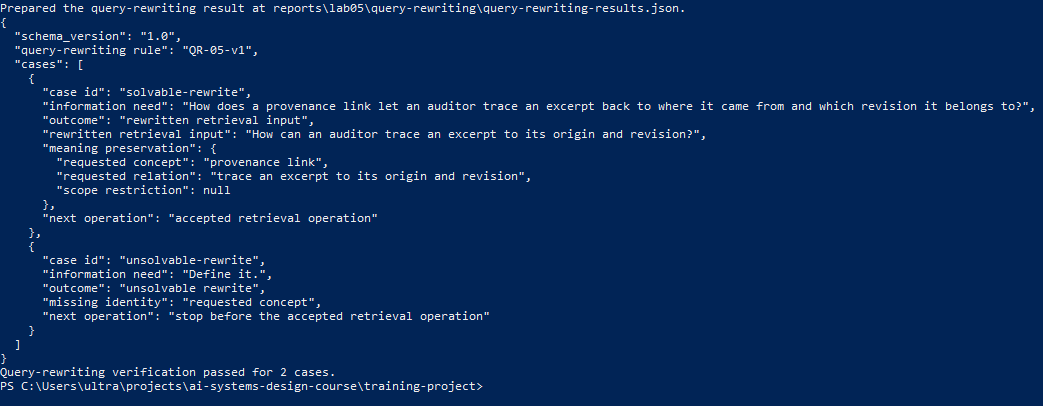 Prepared the query-rewriting result at reports\lab05\query-rewriting\query-rewriting-results.json.
{
  "schema_version": "1.0",
  "query-rewriting rule": "QR-05-v1",
  "cases": [
    {
      "case id": "solvable-rewrite",
      "information need": "How does a provenance link let an auditor trace an excerpt back to where it came from and which revision it belongs to?",
      "outcome": "rewritten retrieval input",
      "rewritten retrieval input": "How can an auditor trace an excerpt to its origin and revision?",
      "meaning preservation": {
        "requested concept": "provenance link",
        "requested relation": "trace an excerpt to its origin and revision",
        "scope restriction": null
      },
      "next operation": "accepted retrieval operation"
    },
    {
      "case id": "unsolvable-rewrite",
      "information need": "Define it.",
      "outcome": "unsolvable rewrite",
      "missing identity": "requested concept",
      "next operation": "stop before the accepted retrieval operation"
    }
  ]
}
Query-rewriting verification passed for 2 cases.
PS C:\Users\ultra\projects\ai-systems-design-course\training-project>